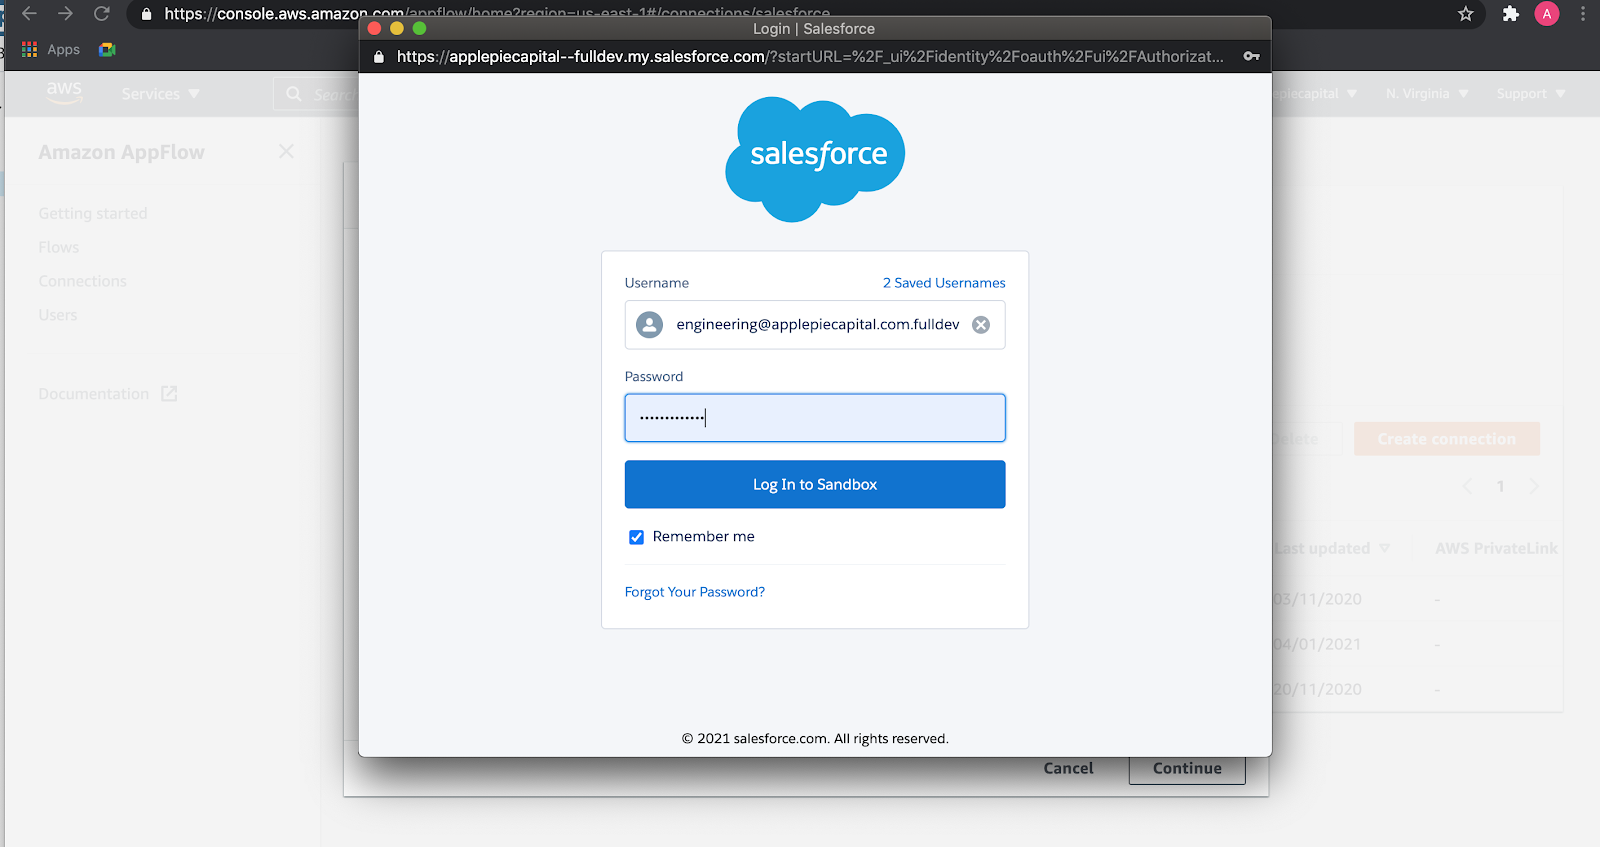 https://console.aws.amazon.com/appflow/home?region=us-east-1#/connections/salesforce
A
Apps
Login | Salesforce
https://applepiecapital--fulldev.my.salesforce.com/?startURL=%2F_ui%2Fidentity%2Foauth%2Fui%2FAuthorizat...
aws
Services
Search
N. Virginia
Support
Amazon AppFlow
Getting started
Flows
Connections
Users
Documentation
salesforce
Username
2 Saved Usernames
engineering@applepiecapital.com.fulldev
Password
•••••••••••••
Log In to Sandbox
Remember me
Forgot Your Password?
© 2021 salesforce.com. All rights reserved.
Cancel
Continue
Delete
Create connection
1
Last updated
AWS PrivateLink
03/11/2020 -
04/01/2021 -
20/11/2020 -